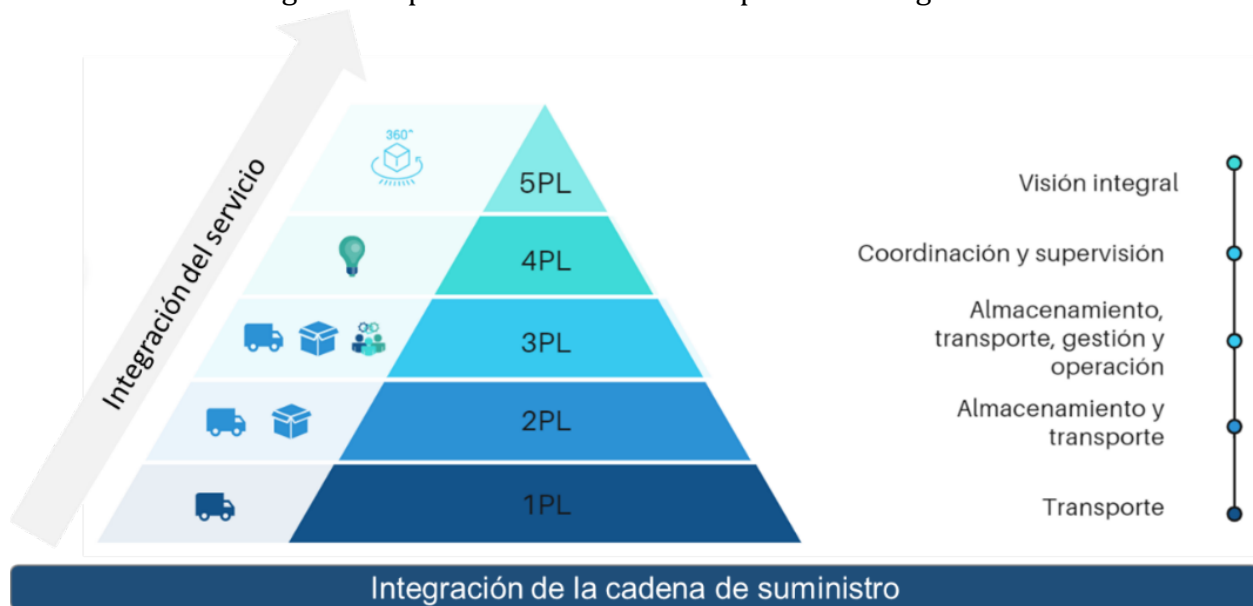 Integración del servicio
360°
5PL
Visión integral
4PL
Coordinación y supervisión
3PL
Almacenamiento,
transporte, gestión y
operación
2PL
Almacenamiento y
transporte
1PL
Transporte
Integración de la cadena de suministro